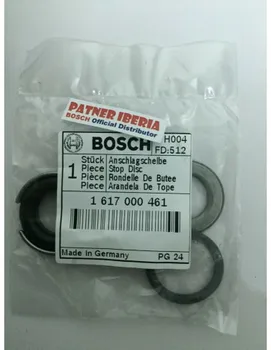 PATNER IBERIA
BOSCH Official Distributor
BOSCH
H004
FD:512
1
Stück Anschlagscheibe
Piece Stop Disc
Pièce Rondelle De Butee
Piece Arandela De Tope
1 617 000 461
Made in Germany
PG 24